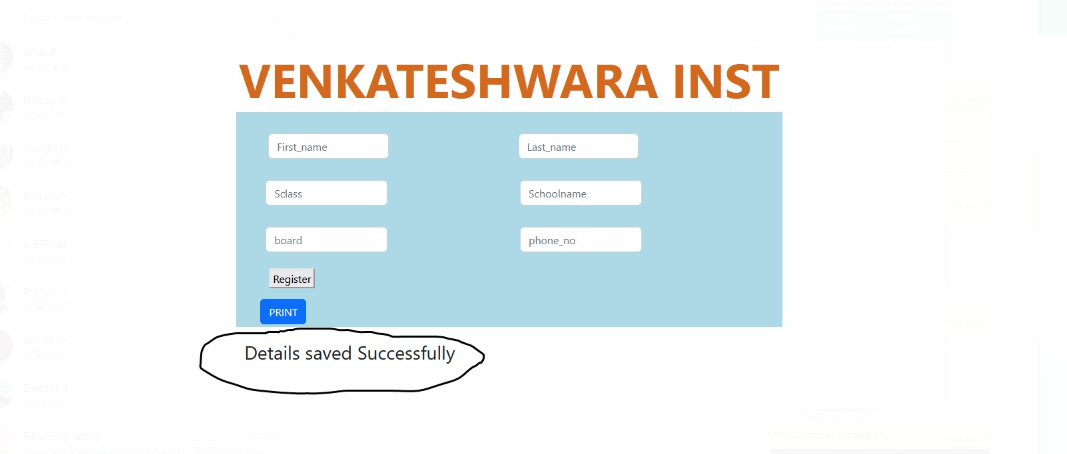 VENKATESHWARA INST
First_name Last_name
Sclass Schoolname
board phone_no
Register
PRINT
Details saved Successfully